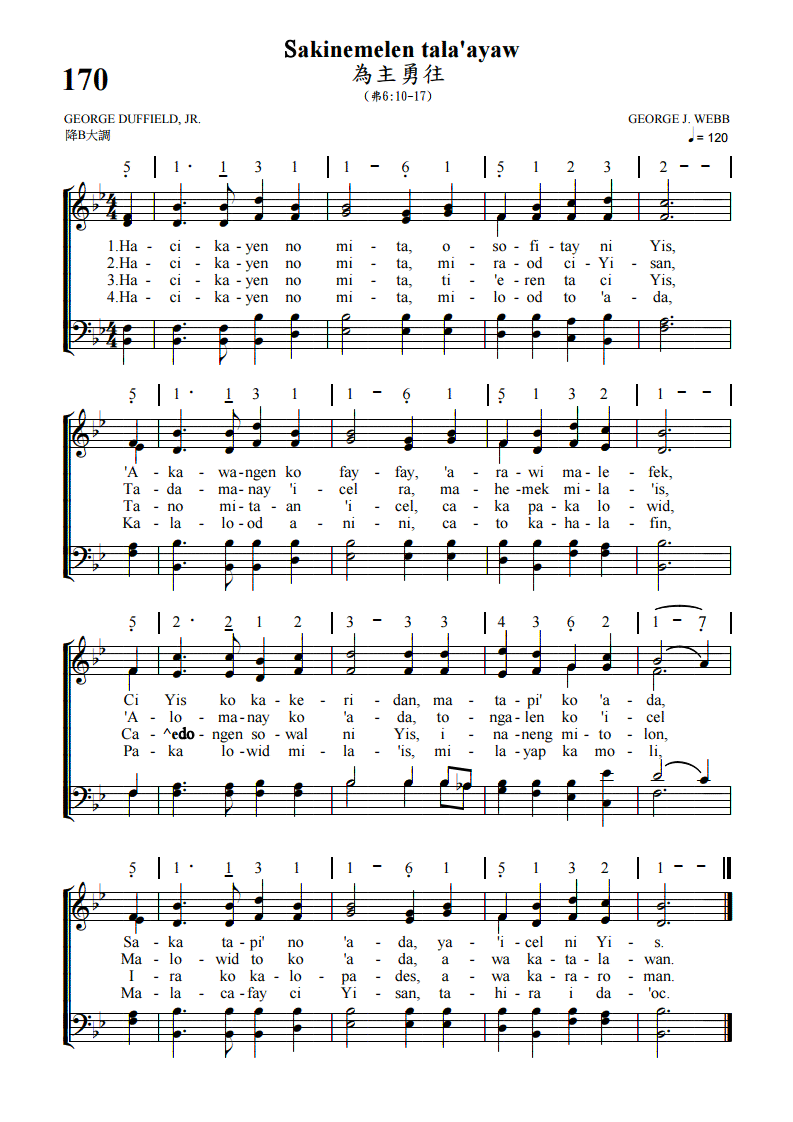 Sakinemelen tala'ayaw
170
為主勇往
(弗6:10-17)
GEORGE DUFFIELD, JR.
GEORGE J. WEBB
降B大調
♩ = 120
5̣ | 1 · 1̲ 3 1 | 1 – 6̣ 1 | 5̣ 1 2 3 | 2 – – |
1.Ha - ci - ka - yen no mi - ta, o - so - fi - tay ni Yis,
2.Ha - ci - ka - yen no mi - ta, mi - ra - od ci - Yi - san,
3.Ha - ci - ka - yen no mi - ta, ti - 'e - ren ta ci Yis,
4.Ha - ci - ka - yen no mi - ta, mi - lo - od to 'a - da,
5̣ | 1 · 1̲ 3 1 | 1 – 6̣ 1 | 5̣ 1 3 2 | 1 – – |
'A - ka - wa - ngen ko fay - fay, 'a - ra - wi ma - le - fek,
Ta - da - ma - nay 'i - cel ra, ma - he - mek mi - la - 'is,
Ta - no mi - ta - an 'i - cel, ca - ka pa - ka lo - wid,
Ka - la - lo - od a - ni - ni, ca - to ka - ha - la - fin,
5̣ | 2 · 2̲ 1 2 | 3 – 3 3 | 4 3 6̣ 2 | 1 – 7̣ |
Ci Yis ko ka - ke - ri - dan, ma - ta - pi' ko 'a - da,
'A - lo - ma - nay ko 'a - da, to - nga - len ko 'i - cel
Ca - ^edo - ngen so - wal ni Yis, i - na - neng mi - to - lon,
Pa - ka lo - wid mi - la - 'is, mi - la - yap ka mo - li,
5̣ | 1 · 1̲ 3 1 | 1 – 6̣ 1 | 5̣ 1 3 2 | 1 – – ‖
Sa - ka ta - pi' no 'a - da, ya - 'i - cel ni Yi - s.
Ma - lo - wid to ko 'a - da, a - wa ka - ta - la - wan.
I - ra ko ka - lo - pa - des, a - wa ka - ra - ro - man.
Ma - la - ca - fay ci Yi - san, ta - hi - ra i da - 'oc.